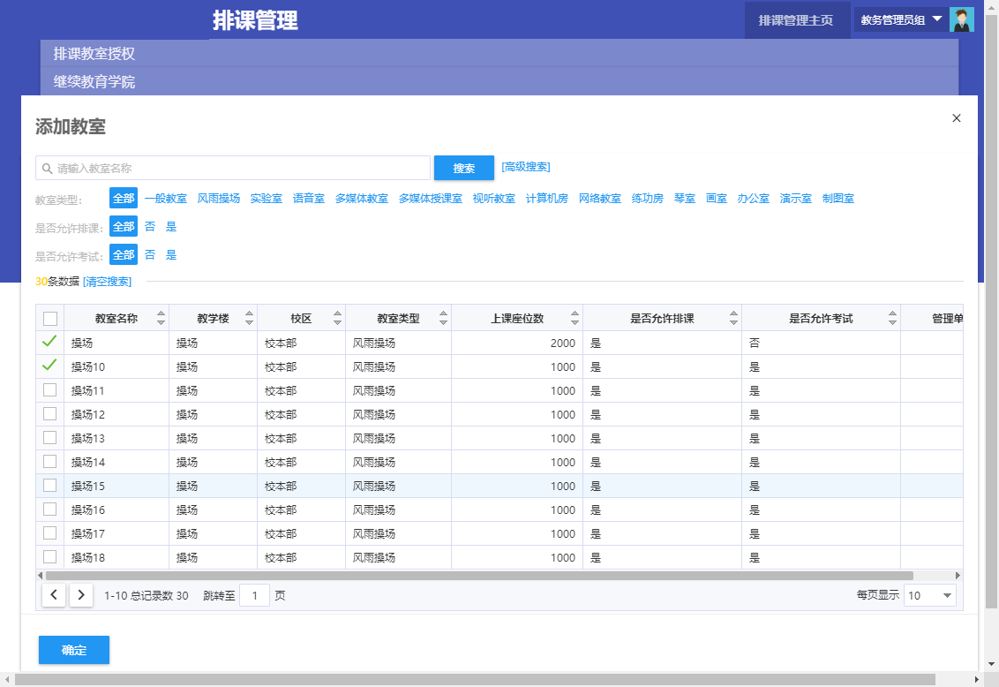 排课管理 排课管理主页 教务管理员组
排课教室授权
继续教育学院
添加教室 ×
请输入教室名称 搜索 [高级搜索]
教室类型: 全部 一般教室 风雨操场 实验室 语音室 多媒体教室 多媒体授课室 视听教室 计算机房 网络教室 练功房 琴室 画室 办公室 演示室 制图室
是否允许排课: 全部 否 是
是否允许考试: 全部 否 是
30条数据 [清空搜索]
教室名称 教学楼 校区 教室类型 上课座位数 是否允许排课 是否允许考试 管理单
操场 操场 校本部 风雨操场 2000 是 否
操场10 操场 校本部 风雨操场 1000 是 是
操场11 操场 校本部 风雨操场 1000 是 是
操场12 操场 校本部 风雨操场 1000 是 是
操场13 操场 校本部 风雨操场 1000 是 是
操场14 操场 校本部 风雨操场 1000 是 是
操场15 操场 校本部 风雨操场 1000 是 是
操场16 操场 校本部 风雨操场 1000 是 是
操场17 操场 校本部 风雨操场 1000 是 是
操场18 操场 校本部 风雨操场 1000 是 是
1-10 总记录数 30 跳转至 1 页 每页显示 10
确定